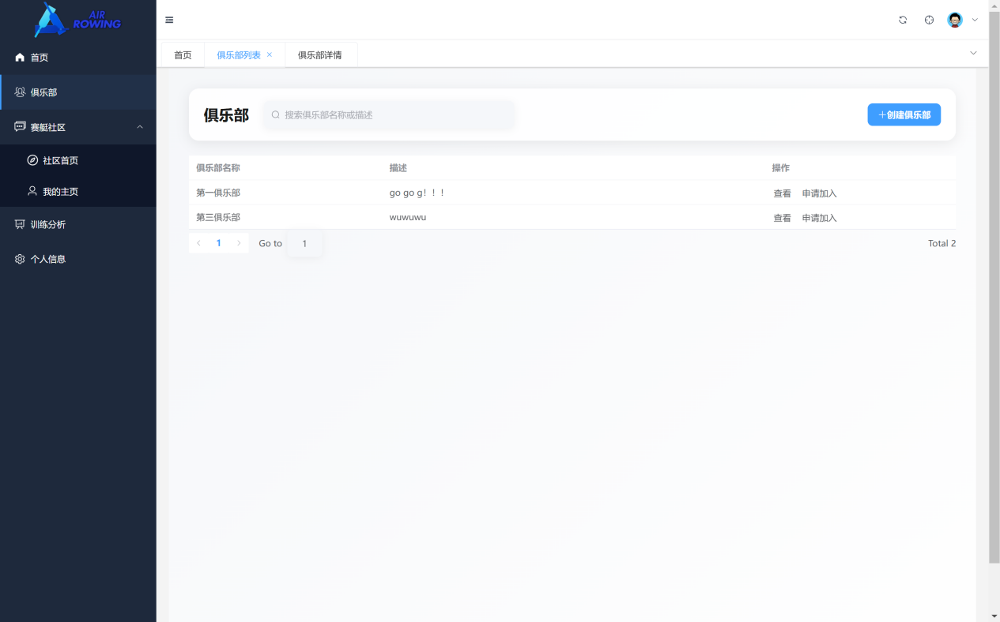 AIR
ROWING
首页
俱乐部
赛艇社区
社区首页
我的主页
训练分析
个人信息
首页 俱乐部列表 × 俱乐部详情
俱乐部 搜索俱乐部名称或描述 +创建俱乐部
俱乐部名称 描述 操作
第一俱乐部 go go g！！！ 查看 申请加入
第三俱乐部 wuwuwu 查看 申请加入
1 Go to 1 Total 2